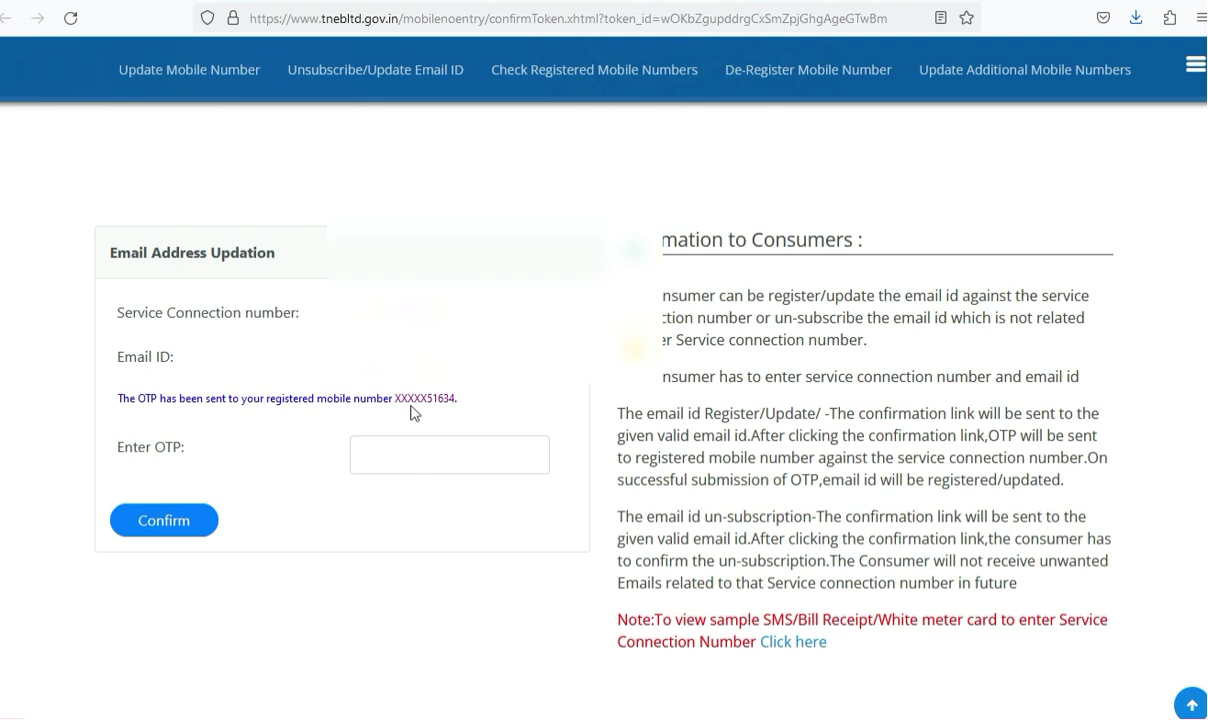 https://www.tnebltd.gov.in/mobilenoentry/confirmToken.xhtml?token_id=wOKbZgupddrgCxSmZpjGhgAgeGTwBm
Update Mobile Number Unsubscribe/Update Email ID Check Registered Mobile Numbers De-Register Mobile Number Update Additional Mobile Numbers
Email Address Updation
Service Connection number:
Email ID:
The OTP has been sent to your registered mobile number XXXXX51634.
Enter OTP:
Confirm
mation to Consumers :
nsumer can be register/update the email id against the service
ction number or un-subscribe the email id which is not related
er Service connection number.
nsumer has to enter service connection number and email id
The email id Register/Update/ -The confirmation link will be sent to the
given valid email id.After clicking the confirmation link,OTP will be sent
to registered mobile number against the service connection number.On
successful submission of OTP,email id will be registered/updated.
The email id un-subscription-The confirmation link will be sent to the
given valid email id.After clicking the confirmation link,the consumer has
to confirm the un-subscription.The Consumer will not receive unwanted
Emails related to that Service connection number in future
Note:To view sample SMS/Bill Receipt/White meter card to enter Service
Connection Number Click here